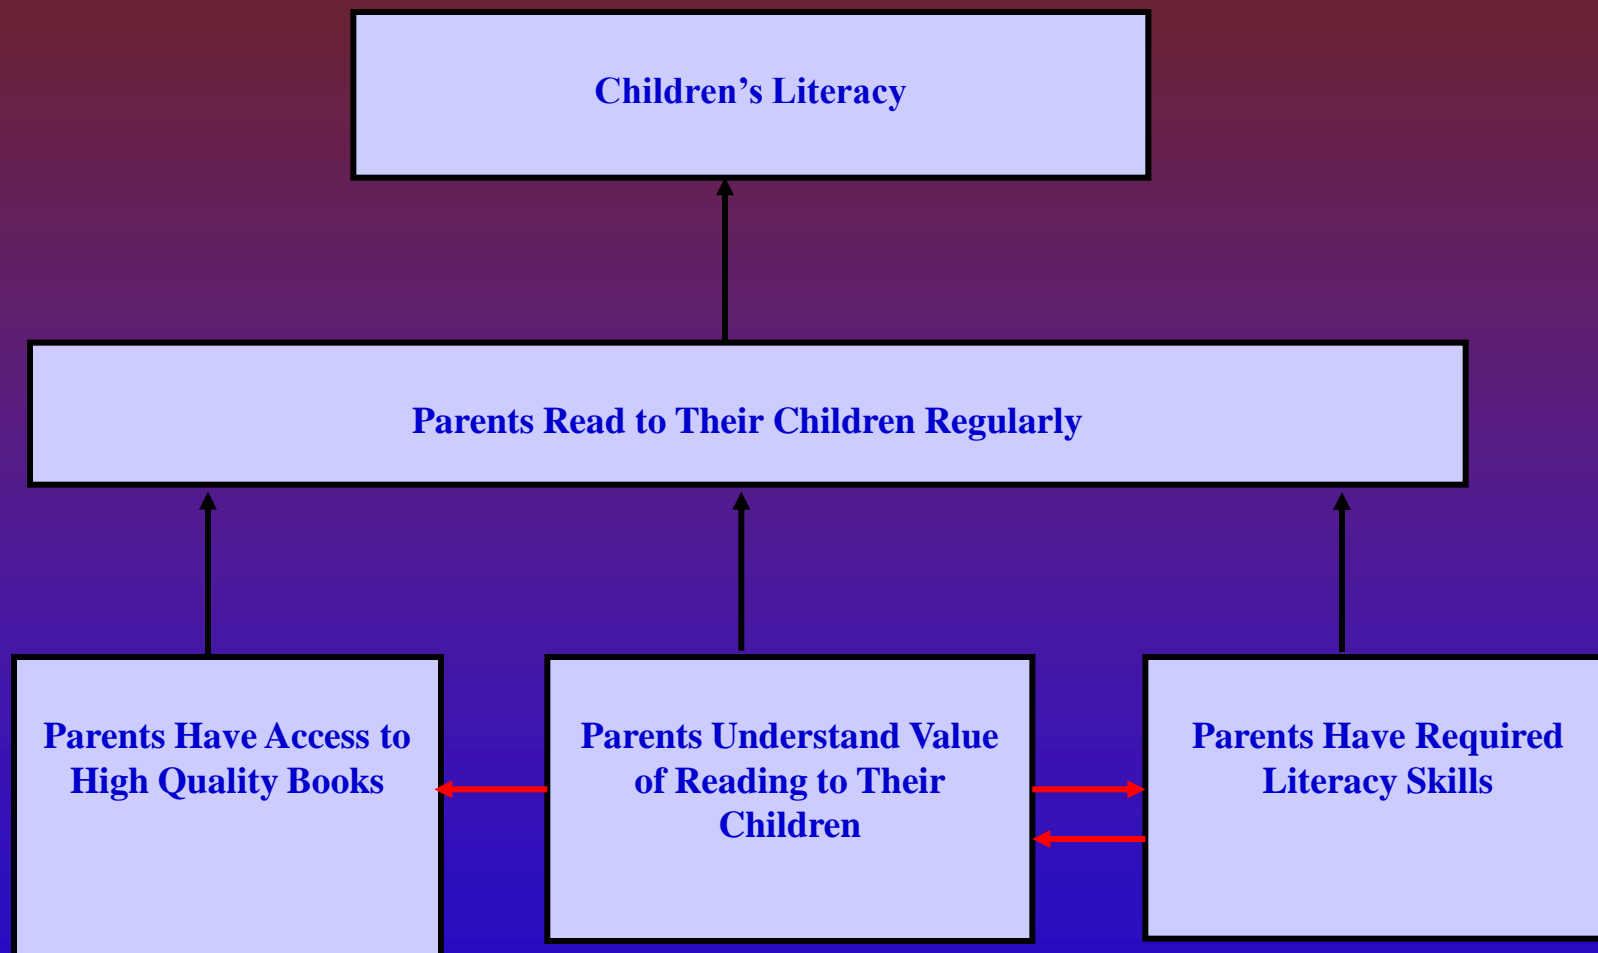 Children’s Literacy
Parents Read to Their Children Regularly
Parents Have Access to
High Quality Books
Parents Understand Value
of Reading to Their
Children
Parents Have Required
Literacy Skills